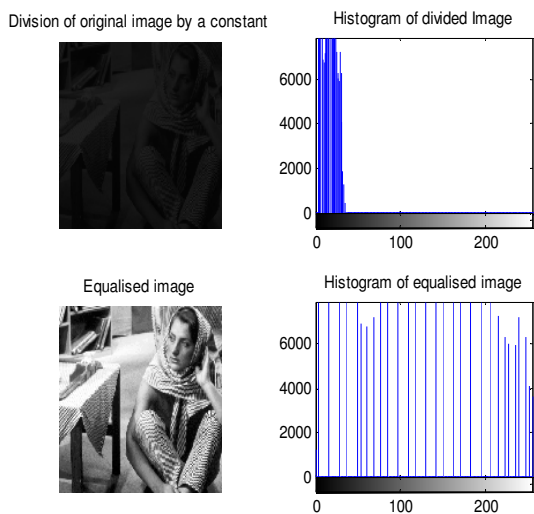 Division of original image by a constant
Histogram of divided Image
6000
4000
2000
0
0 100 200
Equalised image
Histogram of equalised image
6000
4000
2000
0
0 100 200